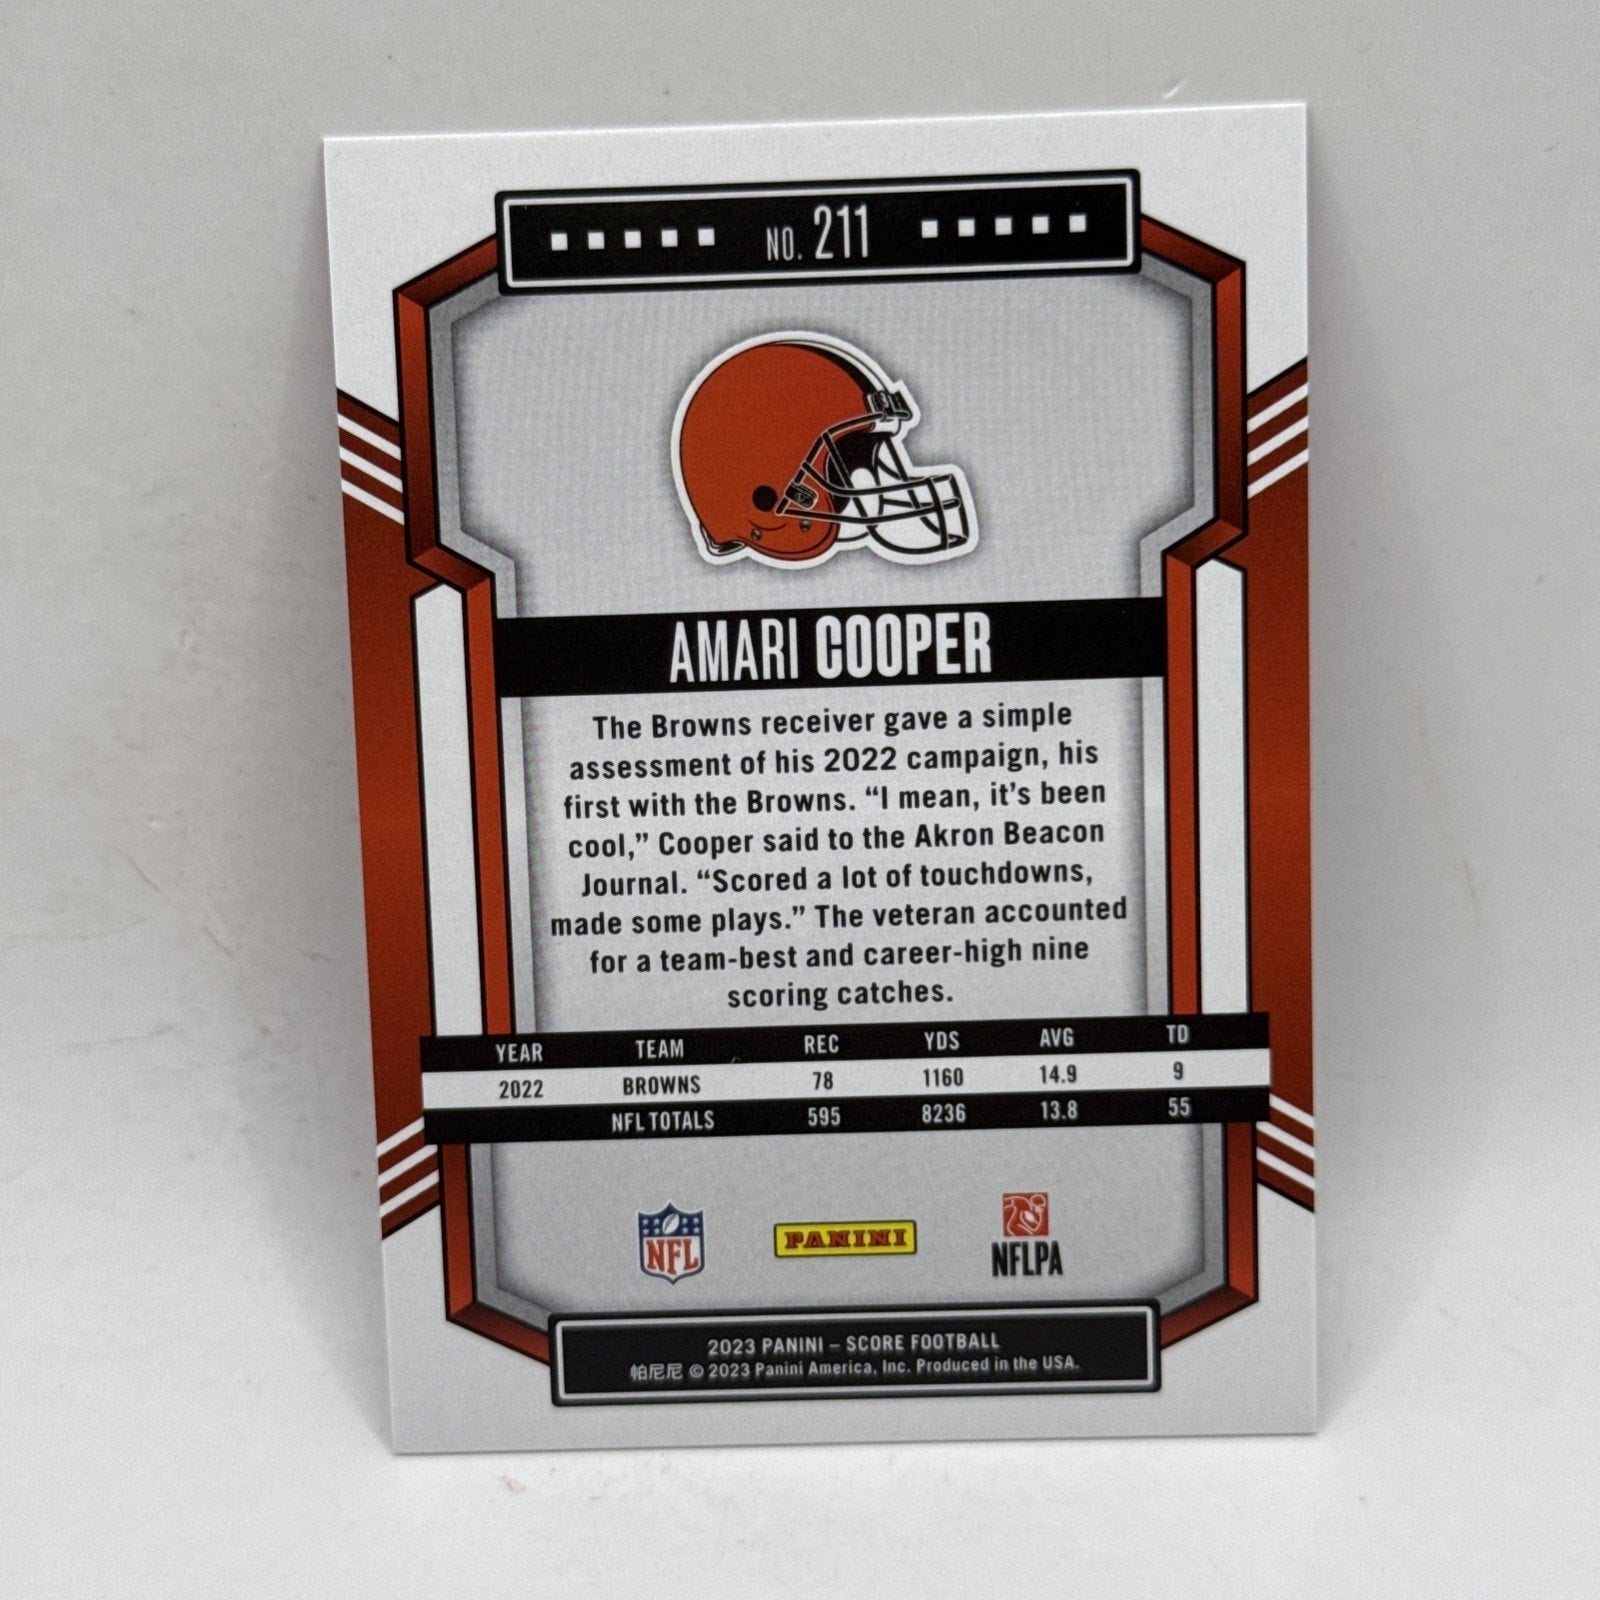 NO. 211
AMARI COOPER
The Browns receiver gave a simple
assessment of his 2022 campaign, his
first with the Browns. “I mean, it’s been
cool,” Cooper said to the Akron Beacon
Journal. “Scored a lot of touchdowns,
made some plays.” The veteran accounted
for a team-best and career-high nine
scoring catches.
YEAR TEAM REC YDS AVG TD
2022 BROWNS 78 1160 14.9 9
NFL TOTALS 595 8236 13.8 55
NFL PANINI NFLPA
2023 PANINI – SCORE FOOTBALL
帕尼尼 © 2023 Panini America, Inc. Produced in the USA.